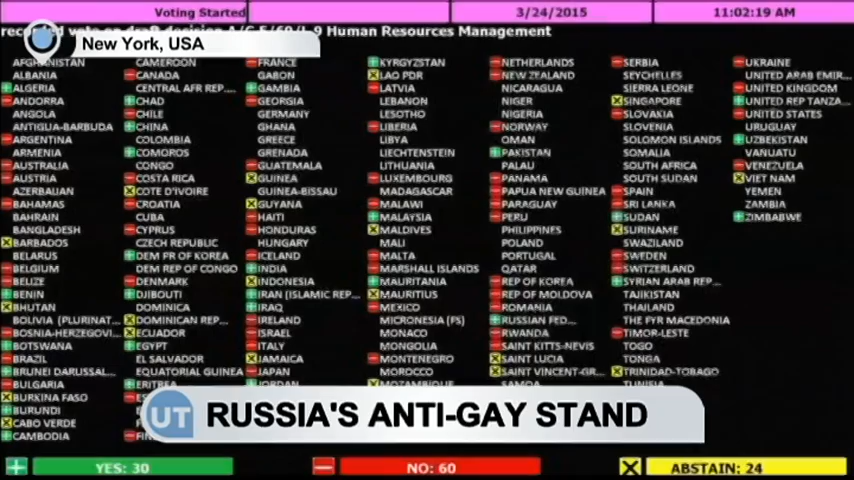 Voting Started
3/24/2015
11:02:19 AM
recorded vote on draft decision A/C.5/69/L.9 Human Resources Management
New York, USA
AFGHANISTAN
ALBANIA
ALGERIA
ANDORRA
ANGOLA
ANTIGUA-BARBUDA
ARGENTINA
ARMENIA
AUSTRALIA
AUSTRIA
AZERBAIJAN
BAHAMAS
BAHRAIN
BANGLADESH
BARBADOS
BELARUS
BELGIUM
BELIZE
BENIN
BHUTAN
BOLIVIA (PLURINAT...
BOSNIA-HERZEGOVI...
BOTSWANA
BRAZIL
BRUNEI DARUSSAL...
BULGARIA
BURKINA FASO
BURUNDI
CABO VERDE
CAMBODIA
CAMEROON
CANADA
CENTRAL AFR REP....
CHAD
CHILE
CHINA
COLOMBIA
COMOROS
CONGO
COSTA RICA
COTE D'IVOIRE
CROATIA
CUBA
CYPRUS
CZECH REPUBLIC
DEM PR OF KOREA
DEM REP OF CONGO
DENMARK
DJIBOUTI
DOMINICA
DOMINICAN REP...
ECUADOR
EGYPT
EL SALVADOR
EQUATORIAL GUINEA
ERITREA
FRANCE
GABON
GAMBIA
GEORGIA
GERMANY
GHANA
GREECE
GRENADA
GUATEMALA
GUINEA
GUINEA-BISSAU
GUYANA
HAITI
HONDURAS
HUNGARY
ICELAND
INDIA
INDONESIA
IRAN (ISLAMIC REP...
IRAQ
IRELAND
ISRAEL
ITALY
JAMAICA
JAPAN
JORDAN
KYRGYZSTAN
LAO PDR
LATVIA
LEBANON
LESOTHO
LIBERIA
LIBYA
LIECHTENSTEIN
LITHUANIA
LUXEMBOURG
MADAGASCAR
MALAWI
MALAYSIA
MALDIVES
MALI
MALTA
MARSHALL ISLANDS
MAURITANIA
MAURITIUS
MEXICO
MICRONESIA (FS)
MONACO
MONGOLIA
MONTENEGRO
MOROCCO
MOZAMBIQUE
NETHERLANDS
NEW ZEALAND
NICARAGUA
NIGER
NIGERIA
NORWAY
OMAN
PAKISTAN
PALAU
PANAMA
PAPUA NEW GUINEA
PARAGUAY
PERU
PHILIPPINES
POLAND
PORTUGAL
QATAR
REP OF KOREA
REP OF MOLDOVA
ROMANIA
RUSSIAN FED...
RWANDA
SAINT KITTS-NEVIS
SAINT LUCIA
SAINT VINCENT-GR...
SAMOA
SERBIA
SEYCHELLES
SIERRA LEONE
SINGAPORE
SLOVAKIA
SLOVENIA
SOLOMON ISLANDS
SOMALIA
SOUTH AFRICA
SOUTH SUDAN
SPAIN
SRI LANKA
SUDAN
SURINAME
SWAZILAND
SWEDEN
SWITZERLAND
SYRIAN ARAB REP...
TAJIKISTAN
THAILAND
THE FYR MACEDONIA
TIMOR-LESTE
TOGO
TONGA
TRINIDAD-TOBAGO
TUNISIA
UKRAINE
UNITED ARAB EMIR...
UNITED KINGDOM
UNITED REP TANZA...
UNITED STATES
URUGUAY
UZBEKISTAN
VANUATU
VENEZUELA
VIET NAM
YEMEN
ZAMBIA
ZIMBABWE
UT RUSSIA'S ANTI-GAY STAND
YES: 30
NO: 60
ABSTAIN: 24